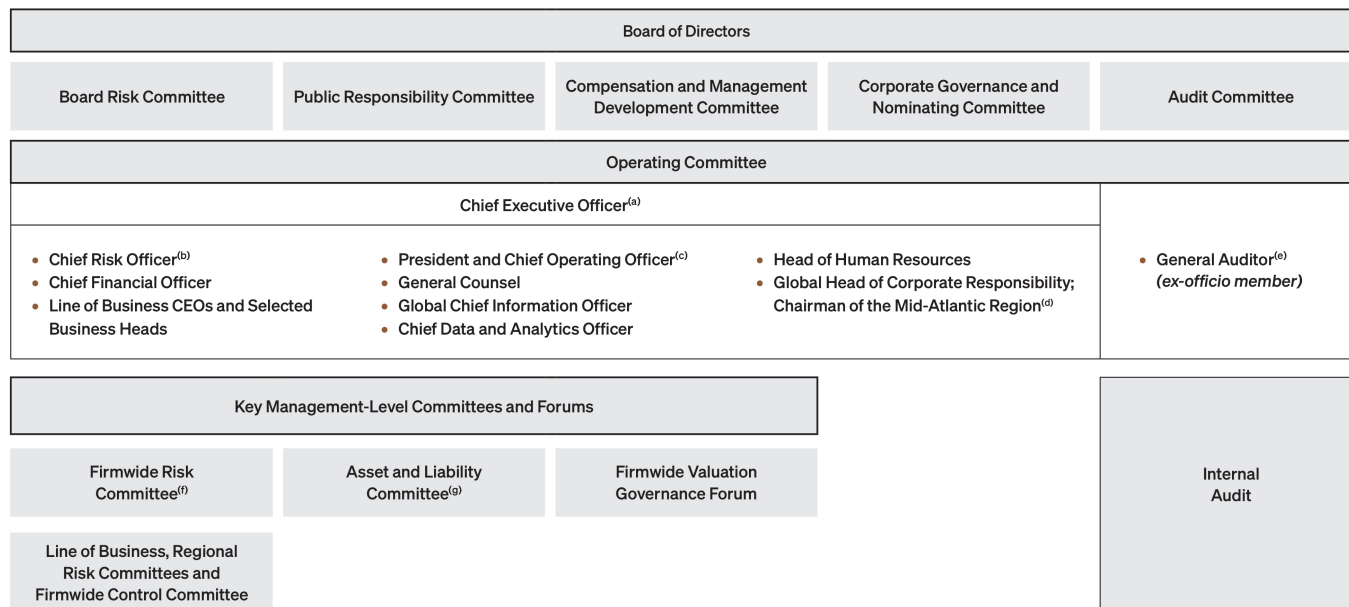 Board of Directors
Board Risk Committee
Public Responsibility Committee
Compensation and Management
Development Committee
Corporate Governance and
Nominating Committee
Audit Committee
Operating Committee
Chief Executive Officer(a)
• Chief Risk Officer(b)
• Chief Financial Officer
• Line of Business CEOs and Selected
Business Heads
• President and Chief Operating Officer(c)
• General Counsel
• Global Chief Information Officer
• Chief Data and Analytics Officer
• Head of Human Resources
• Global Head of Corporate Responsibility;
Chairman of the Mid-Atlantic Region(d)
• General Auditor(e)
(ex-officio member)
Key Management-Level Committees and Forums
Firmwide Risk
Committee(f)
Asset and Liability
Committee(g)
Firmwide Valuation
Governance Forum
Line of Business, Regional
Risk Committees and
Firmwide Control Committee
Internal
Audit